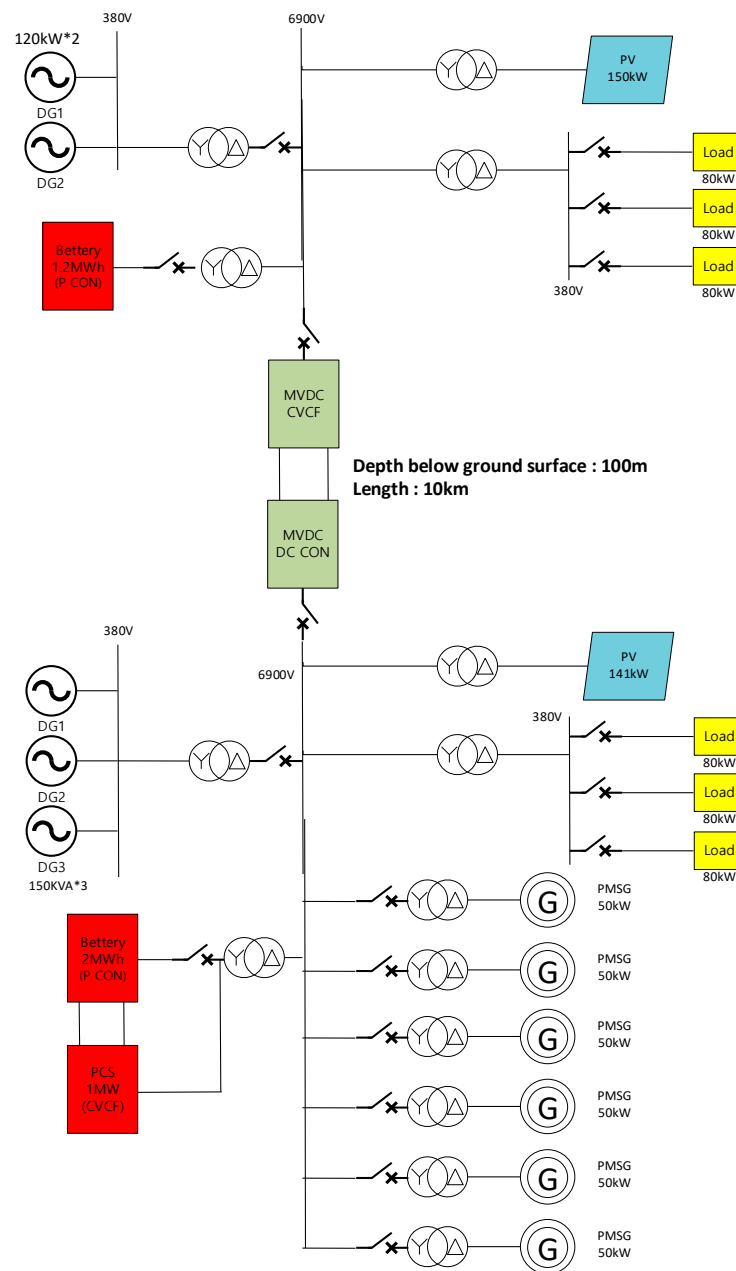 380V
6900V
120kW*2
DG1
DG2
PV
150kW
Load
80kW
Load
80kW
Load
80kW
380V
Bettery
1.2MWh
(P CON)
MVDC
CVCF
Depth below ground surface : 100m
Length : 10km
MVDC
DC CON
380V
6900V
PV
141kW
DG1
DG2
DG3
150KVA*3
380V
Load
80kW
Load
80kW
Load
80kW
Bettery
2MWh
(P CON)
PCS
1MW
(CVCF)
G
PMSG
50kW
G
PMSG
50kW
G
PMSG
50kW
G
PMSG
50kW
G
PMSG
50kW
G
PMSG
50kW